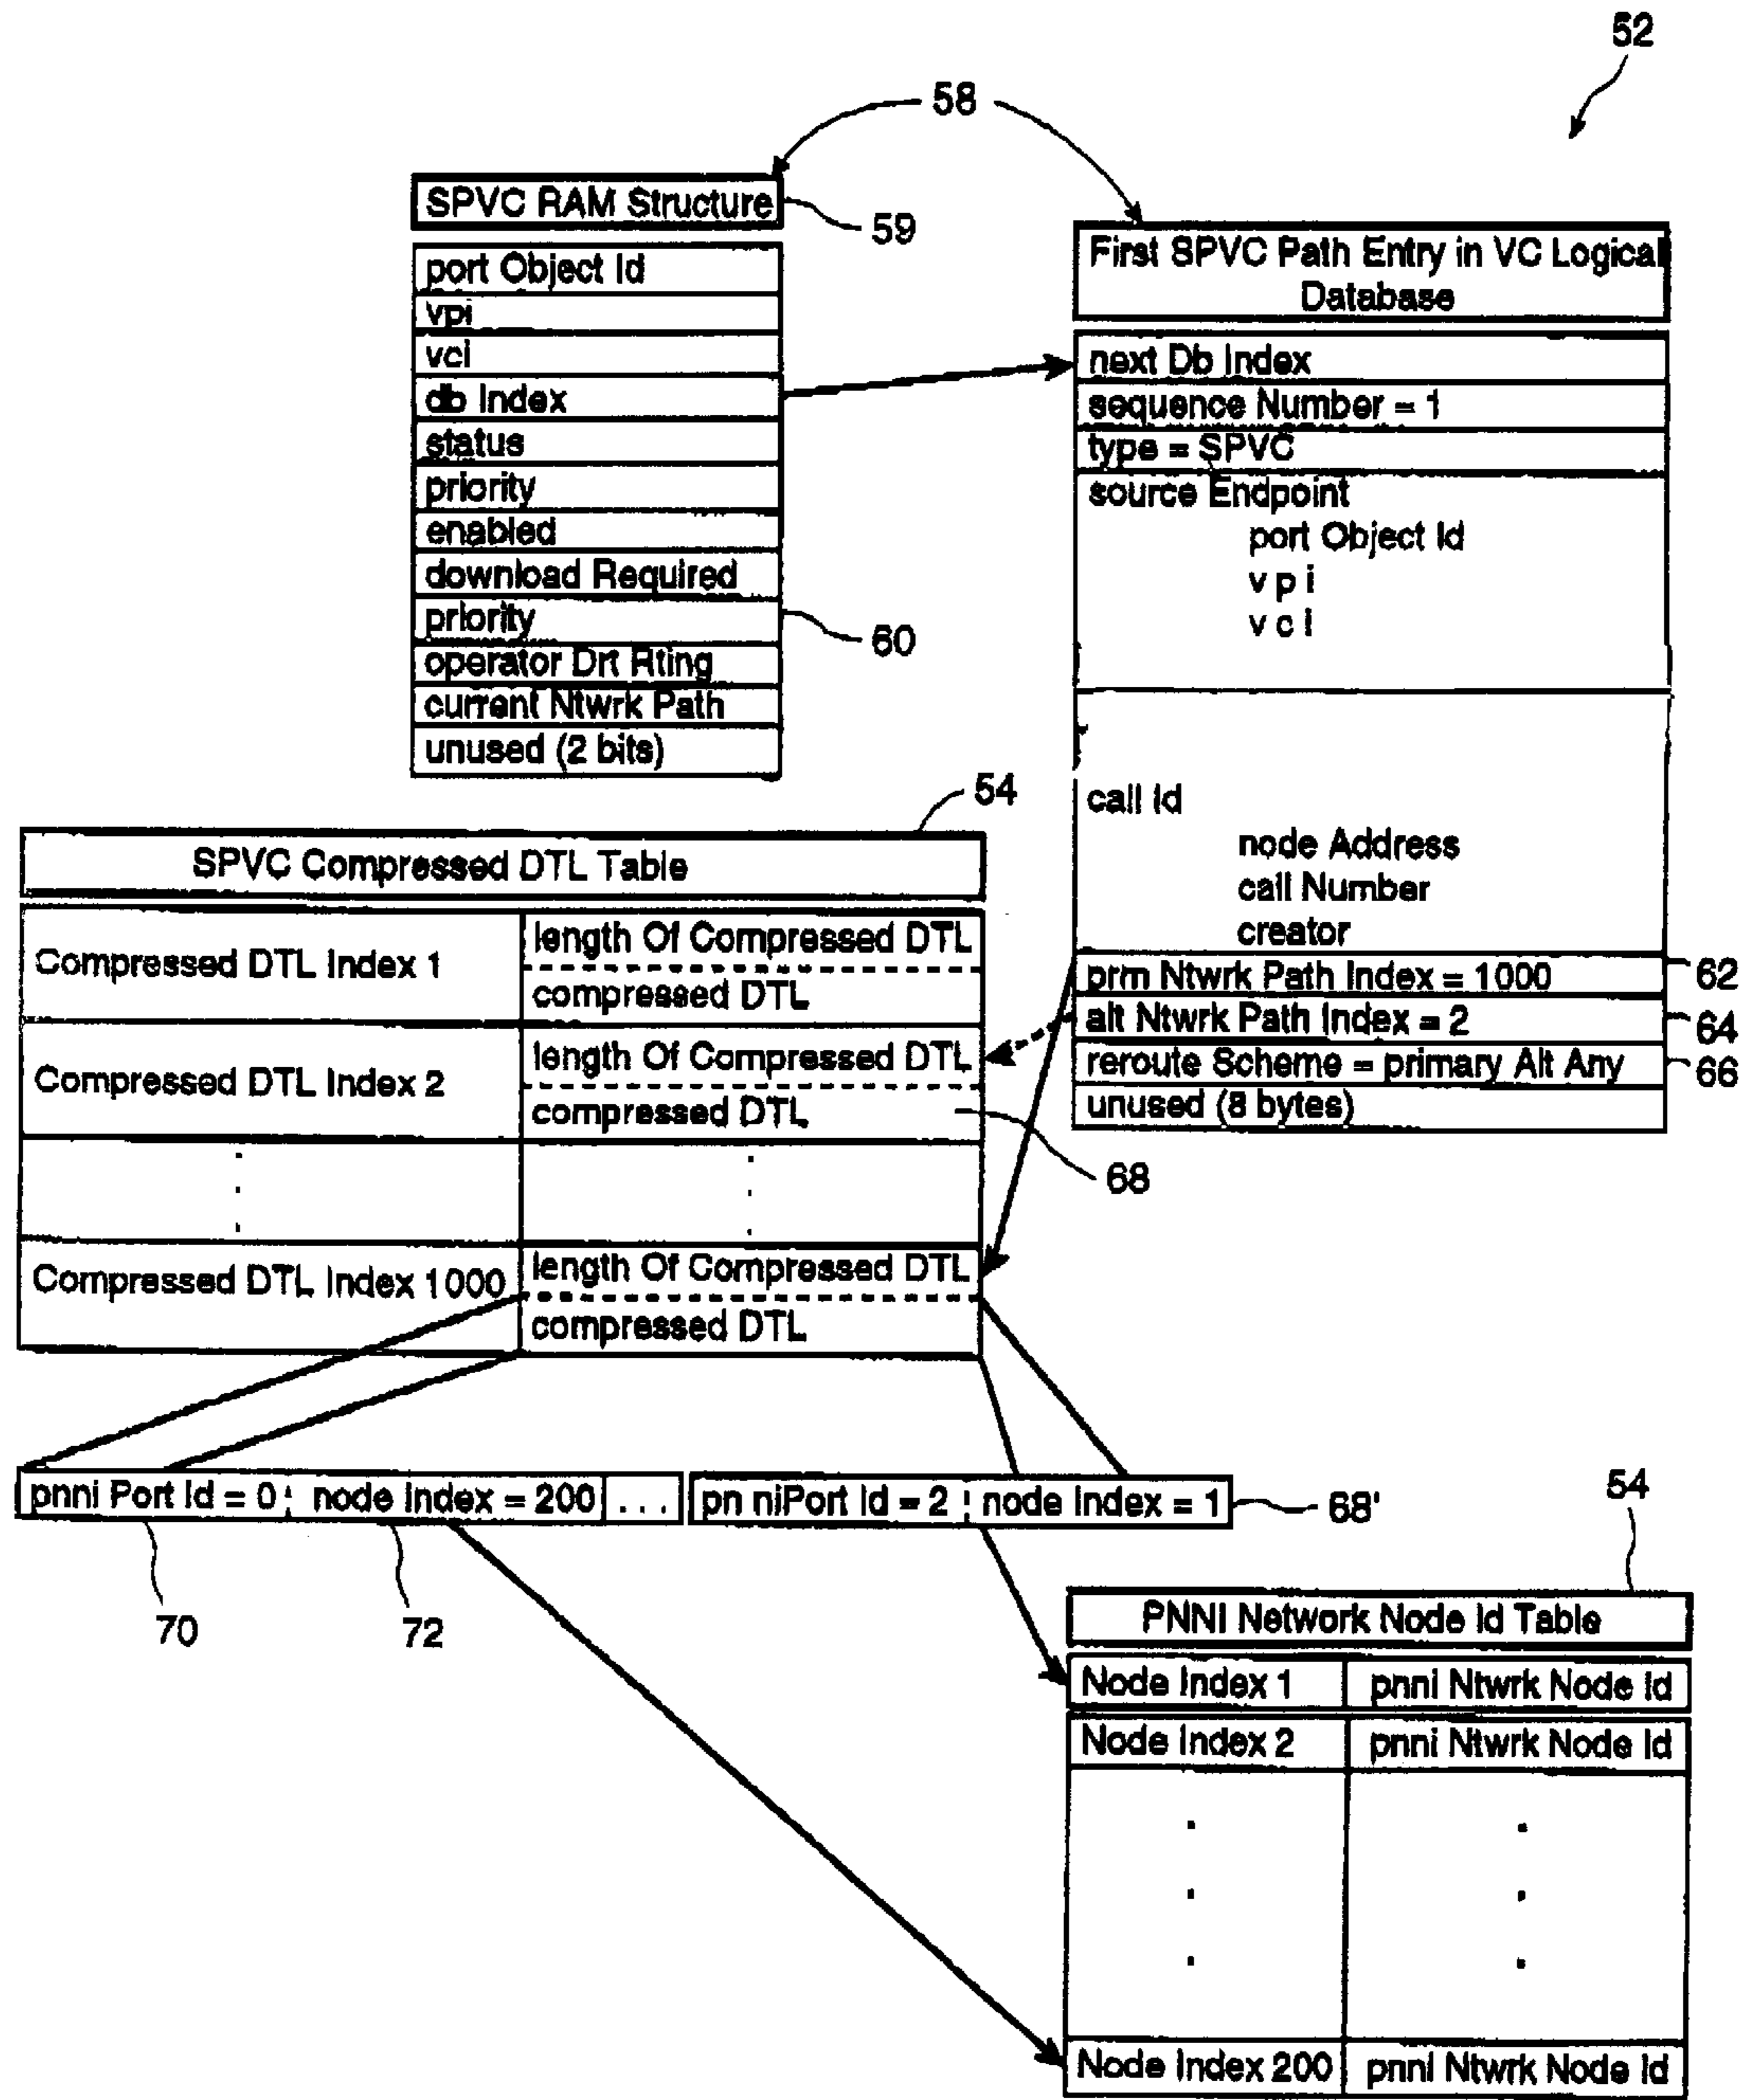 52
58
SPVC RAM Structure
59
port Object Id
vpi
vci
db Index
status
priority
enabled
download Required
priority
60
operator Drt Rting
current Ntwrk Path
unused (2 bits)
First SPVC Path Entry in VC Logical
Database
next Db Index
sequence Number = 1
type = SPVC
source Endpoint
port Object Id
v p i
v c i
call Id
node Address
call Number
creator
prm Ntwrk Path Index = 1000
62
alt Ntwrk Path Index = 2
64
reroute Scheme = primary Alt Any
66
unused (8 bytes)
54
SPVC Compressed DTL Table
Compressed DTL Index 1
length Of Compressed DTL
compressed DTL
Compressed DTL Index 2
length Of Compressed DTL
compressed DTL
68
Compressed DTL Index 1000
length Of Compressed DTL
compressed DTL
pnni Port Id = 0 node Index = 200 . . . pn niPort Id = 2 node Index = 1
68'
70
72
54
PNNI Network Node Id Table
Node Index 1 pnni Ntwrk Node Id
Node Index 2 pnni Ntwrk Node Id
Node Index 200 pnni Ntwrk Node Id